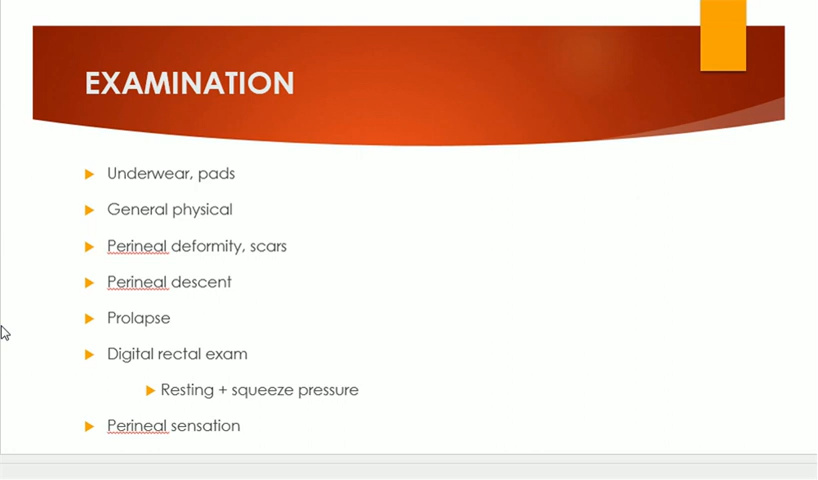 EXAMINATION
Underwear, pads
General physical
Perineal deformity, scars
Perineal descent
Prolapse
Digital rectal exam
Resting + squeeze pressure
Perineal sensation